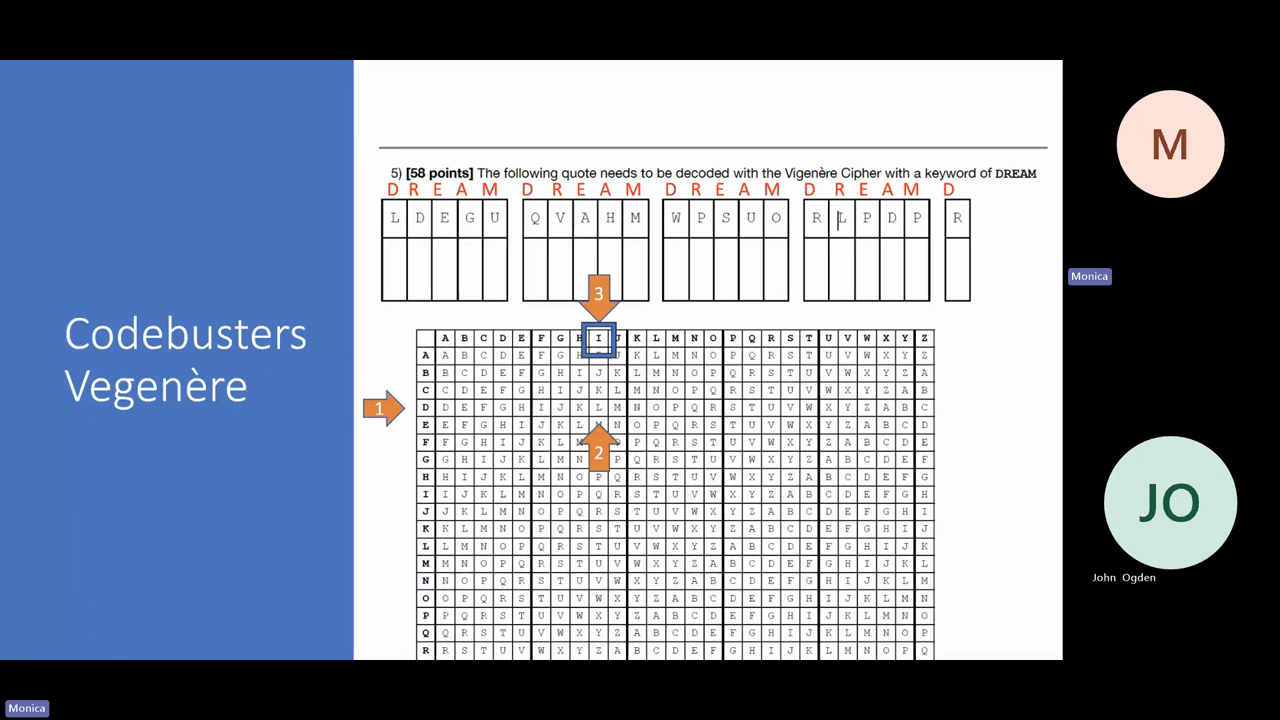 Codebusters
Vegenère
5) [58 points] The following quote needs to be decoded with the Vigenère Cipher with a keyword of DREAM
D R E A M D R E A M D R E A M D R E A M D
L D E G U Q V A H M W P S U O R L P D P R
3
1
2
A B C D E F G H I J K L M N O P Q R S T U V W X Y Z
A A B C D E F G H J K L M N O P Q R S T U V W X Y Z
B B C D E F G H I J K L M N O P Q R S T U V W X Y Z A
C C D E F G H I J K L M N O P Q R S T U V W X Y Z A B
D D E F G H I J K L M N O P Q R S T U V W X Y Z A B C
E E F G H I J K L M N O P Q R S T U V W X Y Z A B C D
F F G H I J K L M O P Q R S T U V W X Y Z A B C D E
G G H I J K L M N P Q R S T U V W X Y Z A B C D E F
H H I J K L M N O P Q R S T U V W X Y Z A B C D E F G
I I J K L M N O P Q R S T U V W X Y Z A B C D E F G H
J J K L M N O P Q R S T U V W X Y Z A B C D E F G H I
K K L M N O P Q R S T U V W X Y Z A B C D E F G H I J
L L M N O P Q R S T U V W X Y Z A B C D E F G H I J K
M M N O P Q R S T U V W X Y Z A B C D E F G H I J K L
N N O P Q R S T U V W X Y Z A B C D E F G H I J K L M
O O P Q R S T U V W X Y Z A B C D E F G H I J K L M N
P P Q R S T U V W X Y Z A B C D E F G H I J K L M N O
Q Q R S T U V W X Y Z A B C D E F G H I J K L M N O P
R R S T U V W X Y Z A B C D E F G H I J K L M N O P Q
M
Monica
JO
John Ogden
Monica